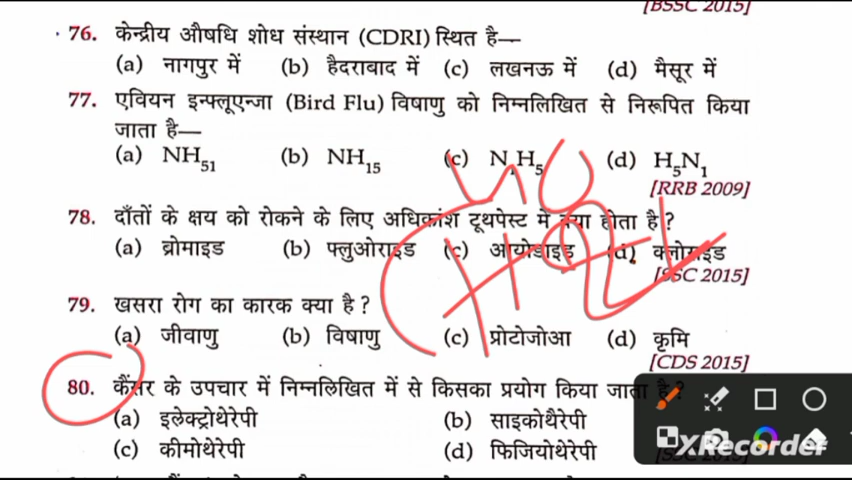 [BSSC 2015]
76. केन्द्रीय औषधि शोध संस्थान (CDRI) स्थित है—
(a) नागपुर में (b) हैदराबाद में (c) लखनऊ में (d) मैसूर में
77. एवियन इन्फ्लूएन्जा (Bird Flu) विषाणु को निम्नलिखित से निरूपित किया
जाता है—
(a) NH51 (b) NH15 (c) N1H5 (d) H5N1
[RRB 2009]
78. दाँतों के क्षय को रोकने के लिए अधिकांश टूथपेस्ट में क्या होता है?
(a) ब्रोमाइड (b) फ्लुओराइड (c) आयोडाइड (d) क्लोराइड
[SSC 2015]
79. खसरा रोग का कारक क्या है?
(a) जीवाणु (b) विषाणु (c) प्रोटोजोआ (d) कृमि
[CDS 2015]
80. कैंसर के उपचार में निम्नलिखित में से किसका प्रयोग किया जाता है?
(a) इलेक्ट्रोथेरेपी (b) साइकोथैरेपी
(c) कीमोथेरेपी (d) फिजियोथेरेपी
XRecorder